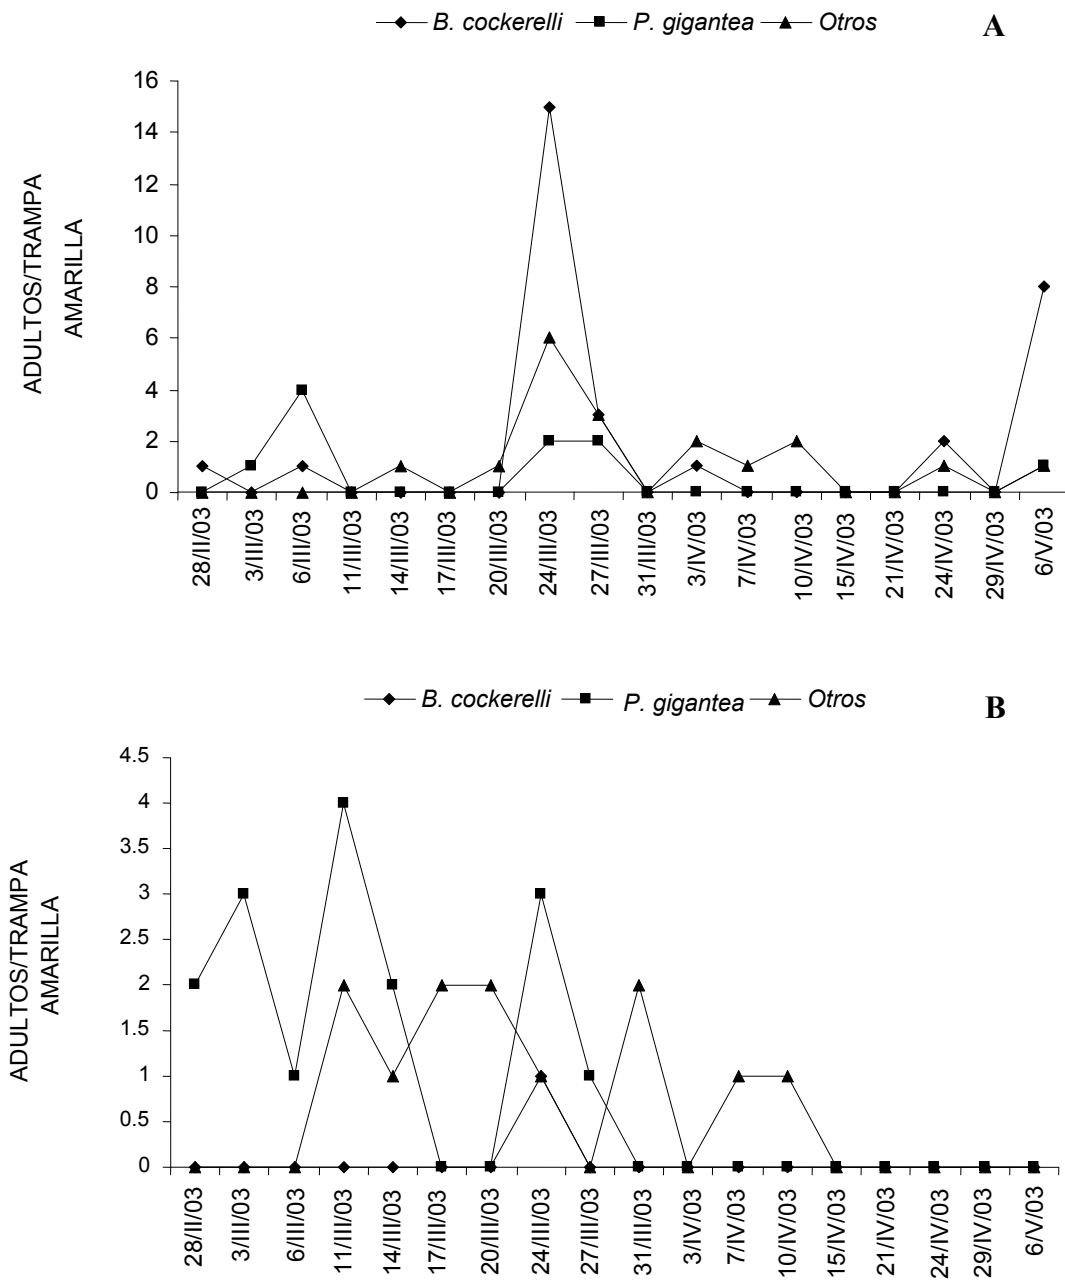 B. cockerelli P. gigantea Otros
A
16
14
12
10
8
6
4
2
0
ADULTOS/TRAMPA
AMARILLA
28/II/03
3/III/03
6/III/03
11/III/03
14/III/03
17/III/03
20/III/03
24/III/03
27/III/03
31/III/03
3/IV/03
7/IV/03
10/IV/03
15/IV/03
21/IV/03
24/IV/03
29/IV/03
6/V/03
B. cockerelli P. gigantea Otros
B
4.5
4
3.5
3
2.5
2
1.5
1
0.5
0
ADULTOS/TRAMPA
AMARILLA
28/II/03
3/III/03
6/III/03
11/III/03
14/III/03
17/III/03
20/III/03
24/III/03
27/III/03
31/III/03
3/IV/03
7/IV/03
10/IV/03
15/IV/03
21/IV/03
24/IV/03
29/IV/03
6/V/03